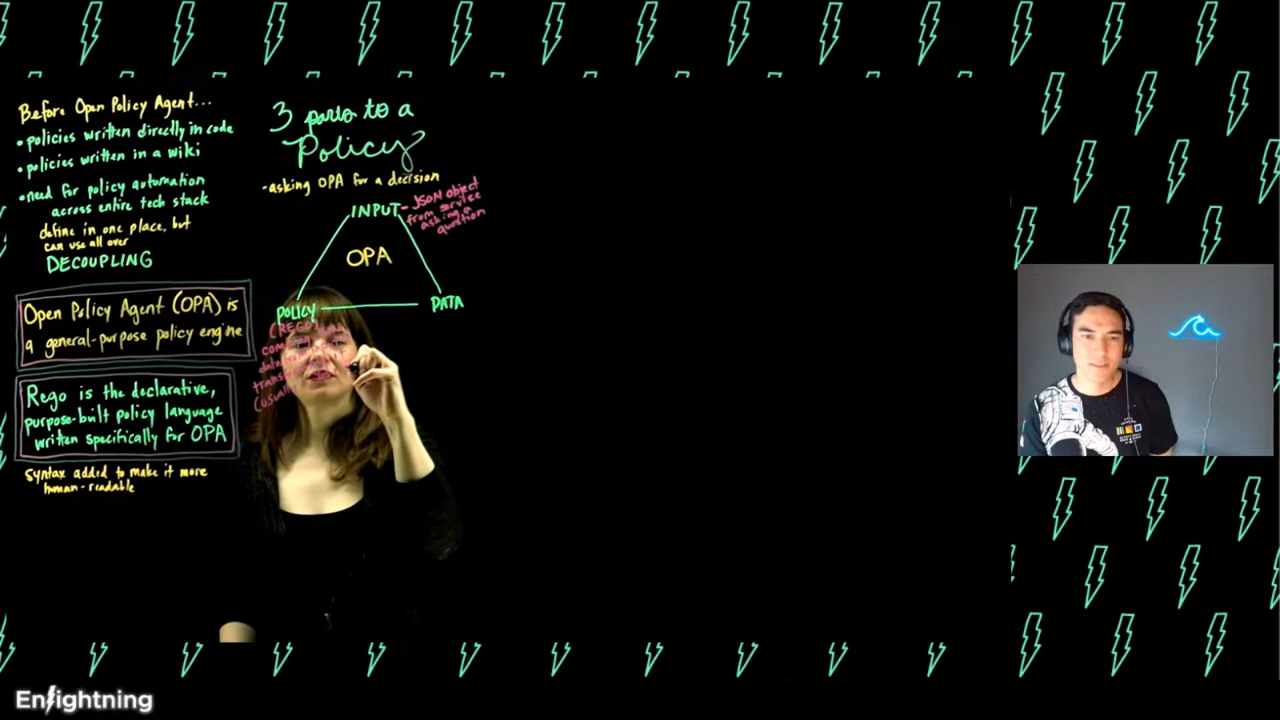 Before Open Policy Agent...
• policies written directly in code
• policies written in a wiki
• need for policy automation
across entire tech stack
define in one place, but
can use all over
DECOUPLING
Open Policy Agent (OPA) is
a general-purpose policy engine
Rego is the declarative,
purpose-built policy language
written specifically for OPA
Syntax added to make it more
human-readable
3 parts to a
Policy
- asking OPA for a decision
INPUT - JSON object
from service
asking a
question
OPA
POLICY
DATA
(REGO)
Enlightning